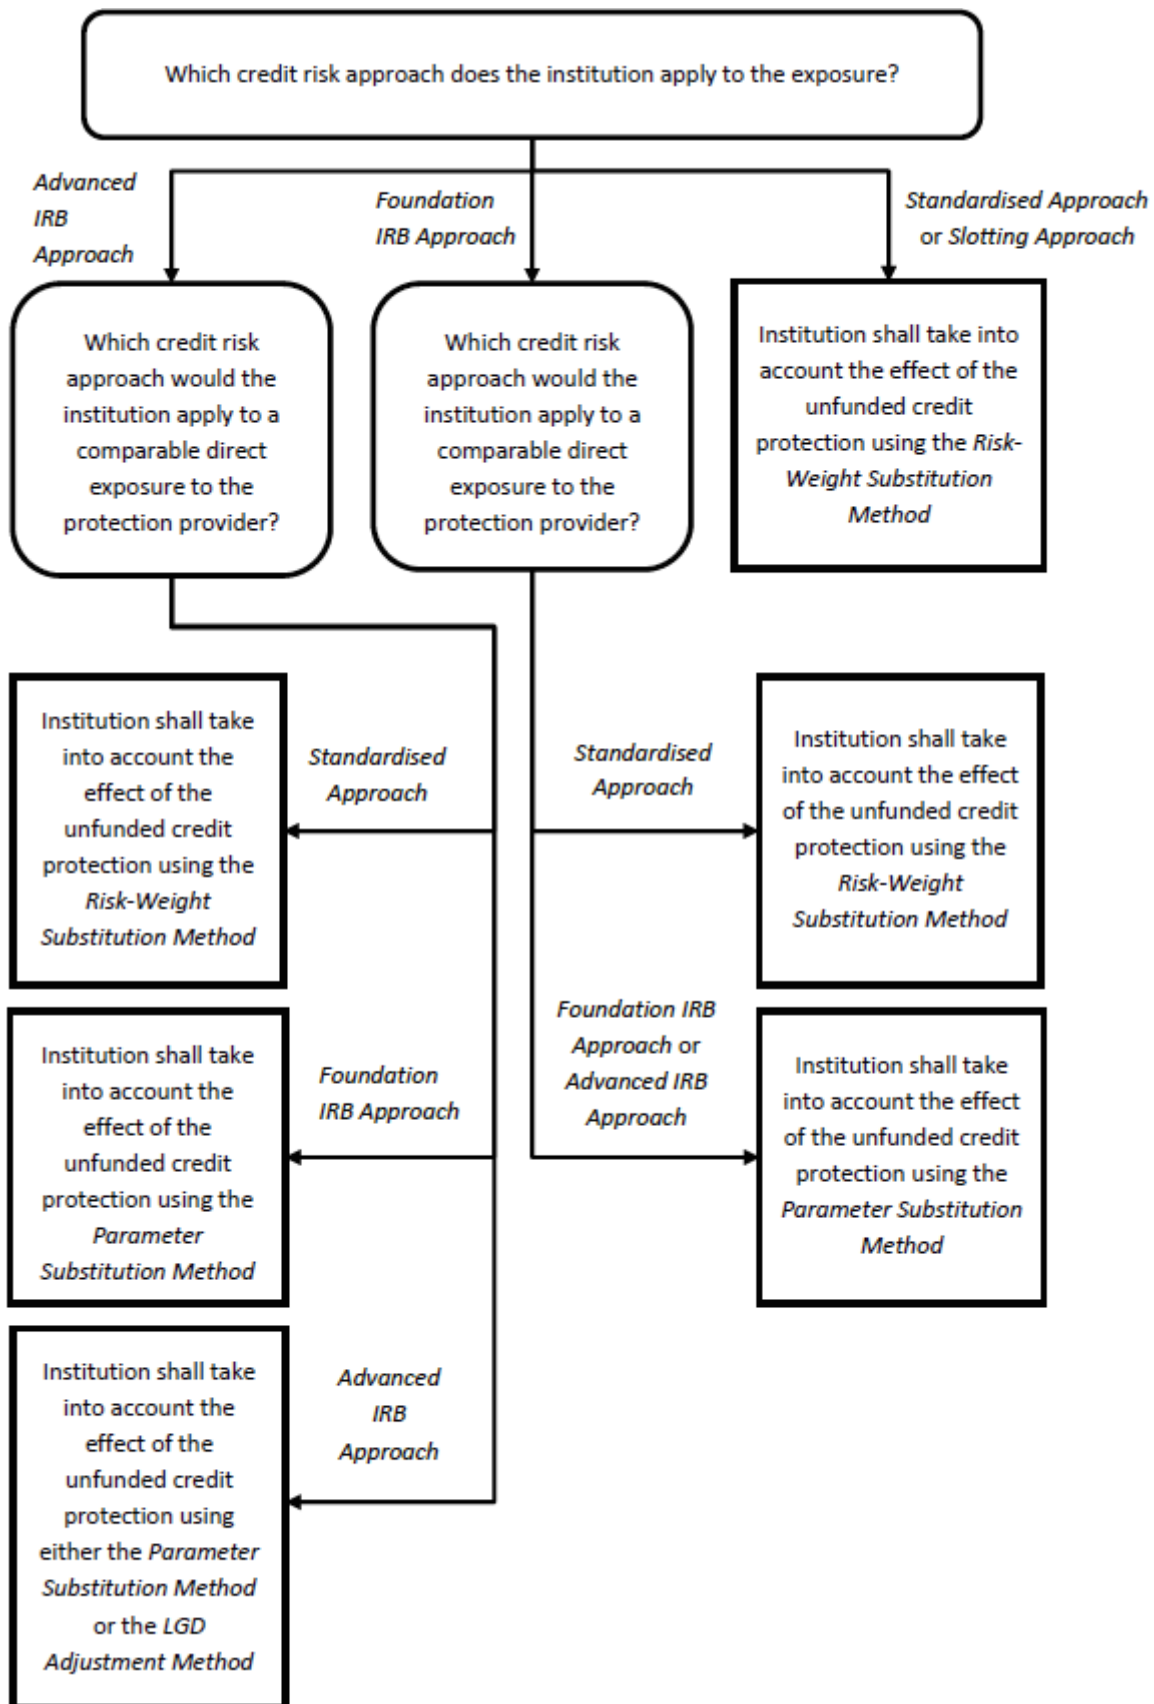 Which credit risk approach does the institution apply to the exposure?
Advanced
IRB
Approach
Foundation
IRB Approach
Standardised Approach
or Slotting Approach
Which credit risk
approach would the
institution apply to a
comparable direct
exposure to the
protection provider?
Which credit risk
approach would the
institution apply to a
comparable direct
exposure to the
protection provider?
Institution shall take into
account the effect of the
unfunded credit
protection using the Risk-
Weight Substitution
Method
Institution shall take
into account the
effect of the
unfunded credit
protection using the
Risk-Weight
Substitution Method
Standardised
Approach
Standardised
Approach
Institution shall take
into account the effect
of the unfunded credit
protection using the
Risk-Weight
Substitution Method
Institution shall take
into account the
effect of the
unfunded credit
protection using the
Parameter
Substitution Method
Foundation
IRB Approach
Foundation IRB
Approach or
Advanced IRB
Approach
Institution shall take
into account the effect
of the unfunded credit
protection using the
Parameter Substitution
Method
Institution shall take
into account the
effect of the
unfunded credit
protection using
either the Parameter
Substitution Method
or the LGD
Adjustment Method
Advanced
IRB
Approach